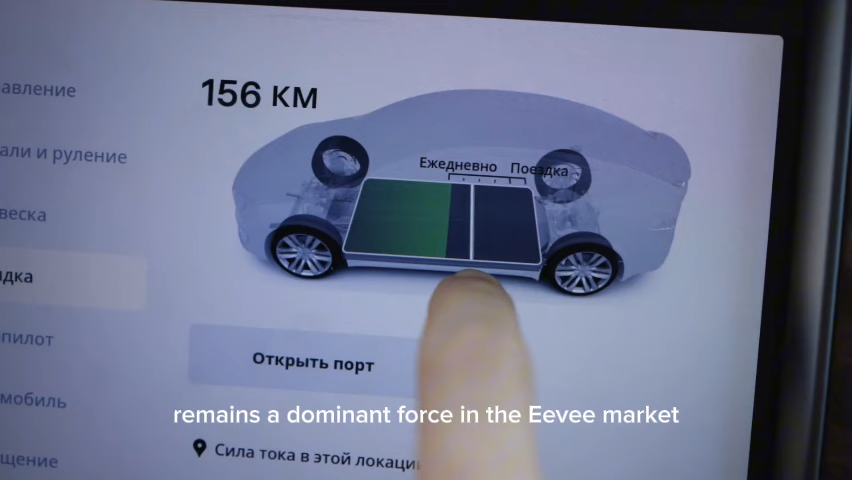 156 КМ
авление
Ежедневно Поездка
али и руление
веска
дка
Открыть порт
пилот
мобиль
remains a dominant force in the Eevee market
Сила тока в этой локаци
щение